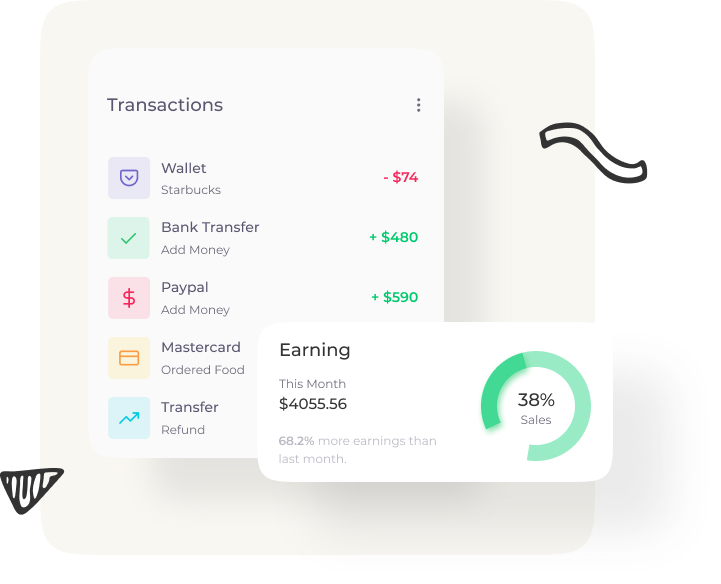 Transactions
Wallet
Starbucks
- $74
Bank Transfer
Add Money
+ $480
Paypal
Add Money
+ $590
Mastercard
Ordered Food
Transfer
Refund
Earning
This Month
$4055.56
68.2% more earnings than
last month.
38%
Sales